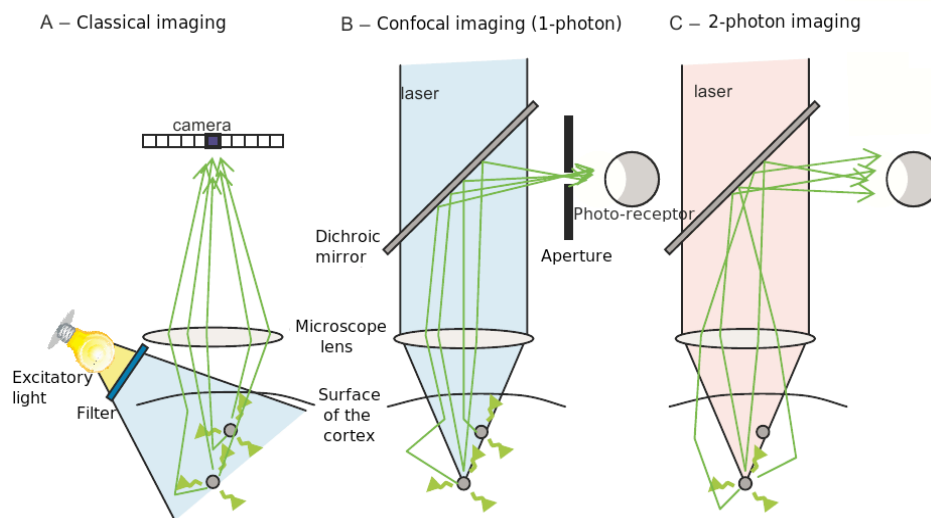 A – Classical imaging
B – Confocal imaging (1-photon)
C – 2-photon imaging
laser
laser
camera
Photo-receptor
Dichroic
mirror
Aperture
Microscope
lens
Excitatory
light
Filter
Surface of
the
cortex